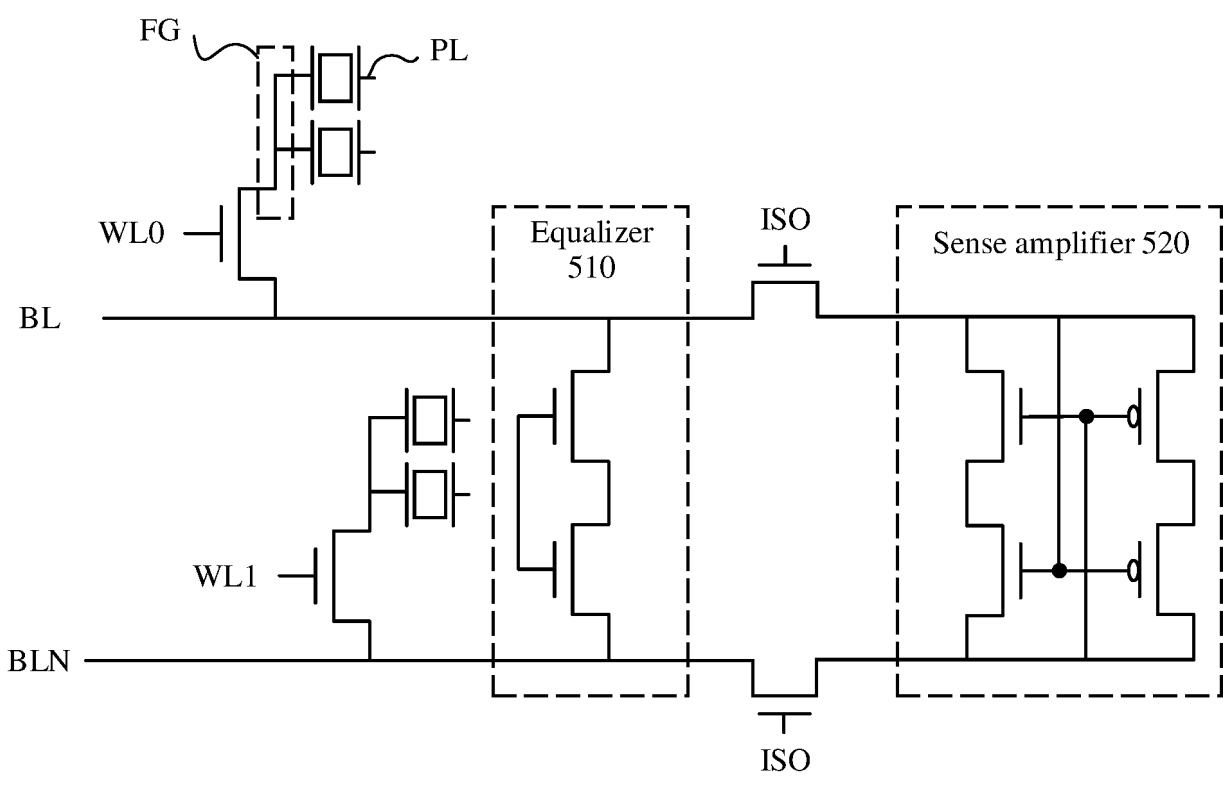 FG
PL
WL0
Equalizer
510
ISO
Sense amplifier 520
BL
WL1
BLN
ISO